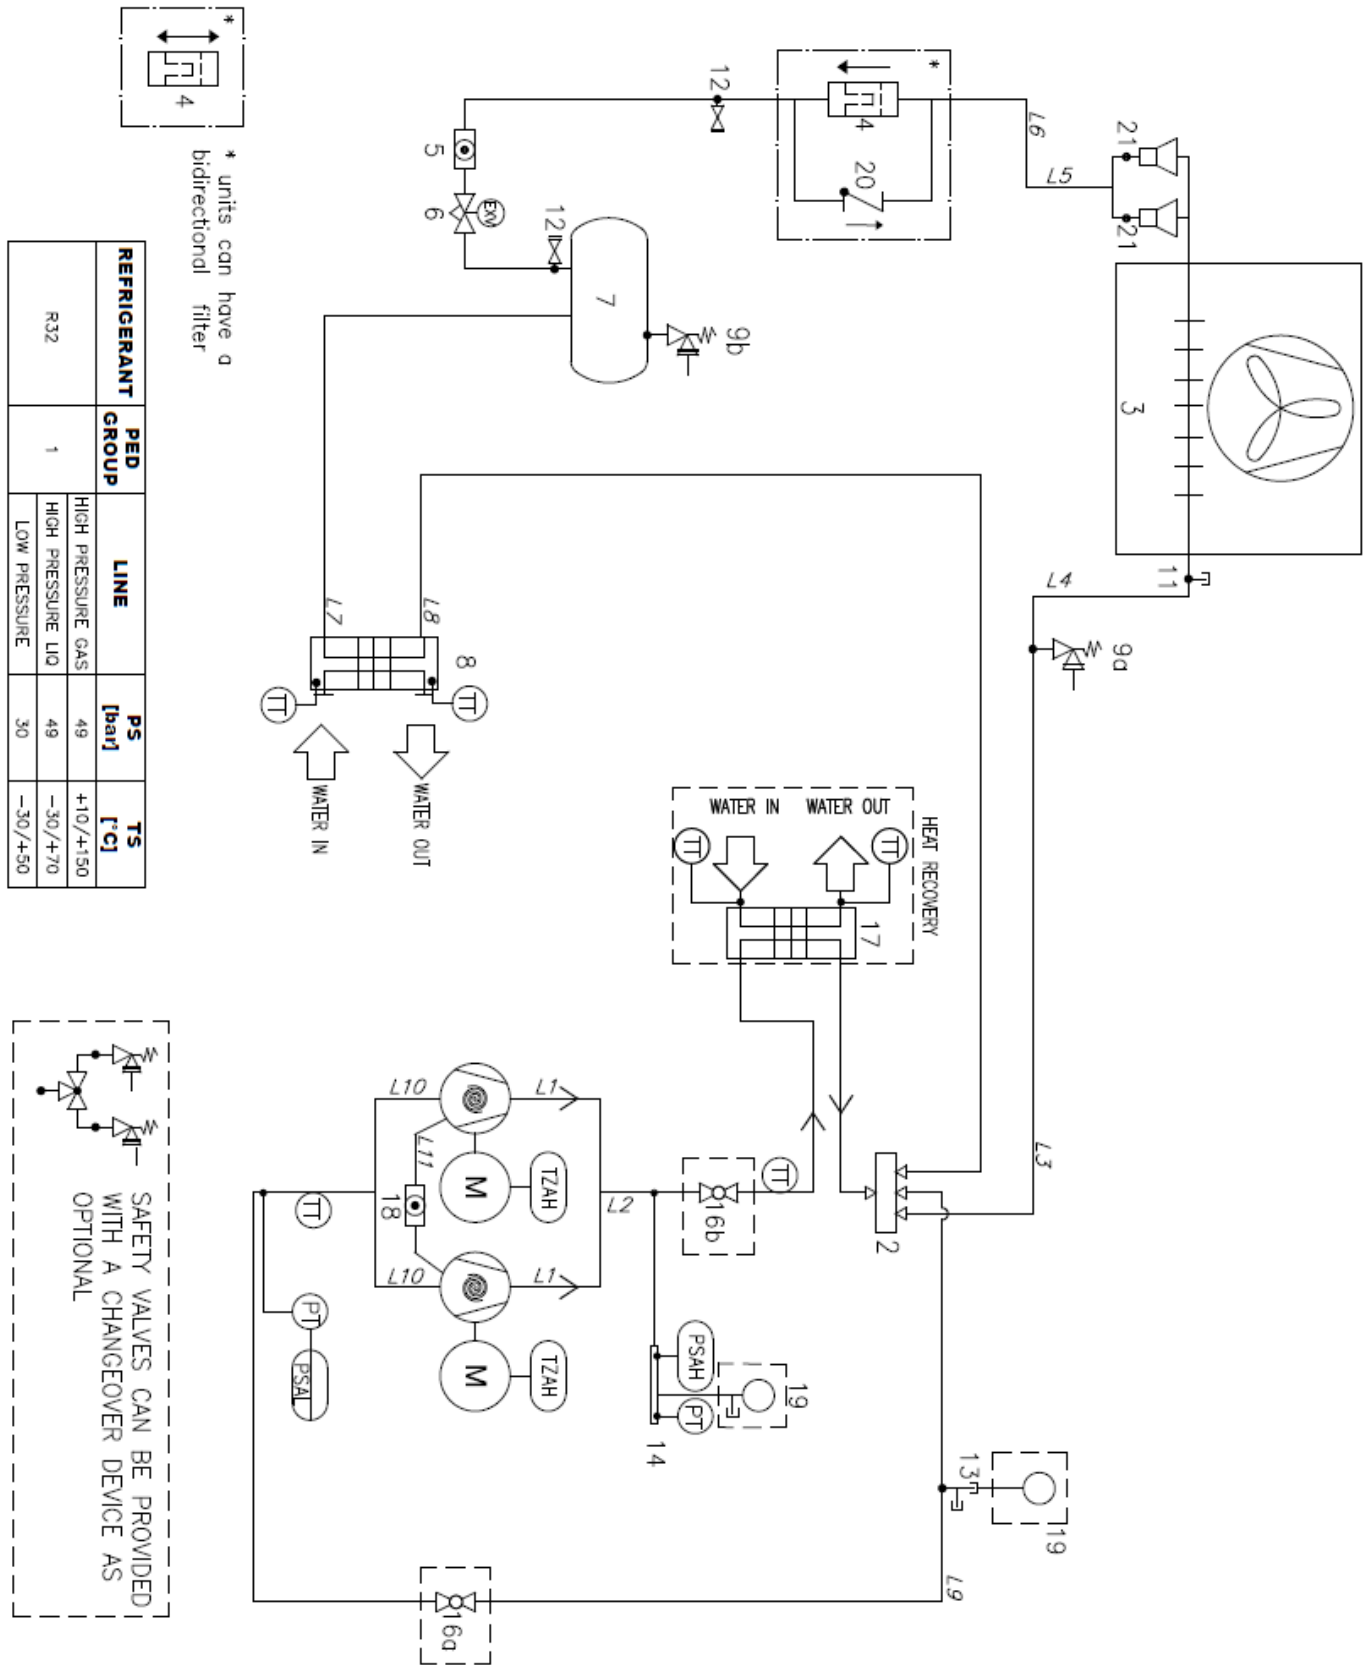 *
4
* units can have a
bidirectional filter
12
*
4
20
L6
L5
21
21
5
EXV
6
12
7
9b
3
11
L4
9a
REFRIGERANT
PED
GROUP
LINE
PS
[bar]
TS
[°C]
R32
1
HIGH PRESSURE GAS
49
+10/+150
HIGH PRESSURE LIQ
49
-30/+70
LOW PRESSURE
30
-30/+50
L7
L8
8
TT
TT
WATER IN
WATER OUT
WATER IN
WATER OUT
HEAT RECOVERY
TT
TT
17
L3
2
L10
L1
L11
M
TZAH
18
L2
16b
TT
TT
L10
L1
M
TZAH
PT
PSAL
PSAH
PT
19
14
13
19
L9
16a
SAFETY VALVES CAN BE PROVIDED
WITH A CHANGEOVER DEVICE AS
OPTIONAL